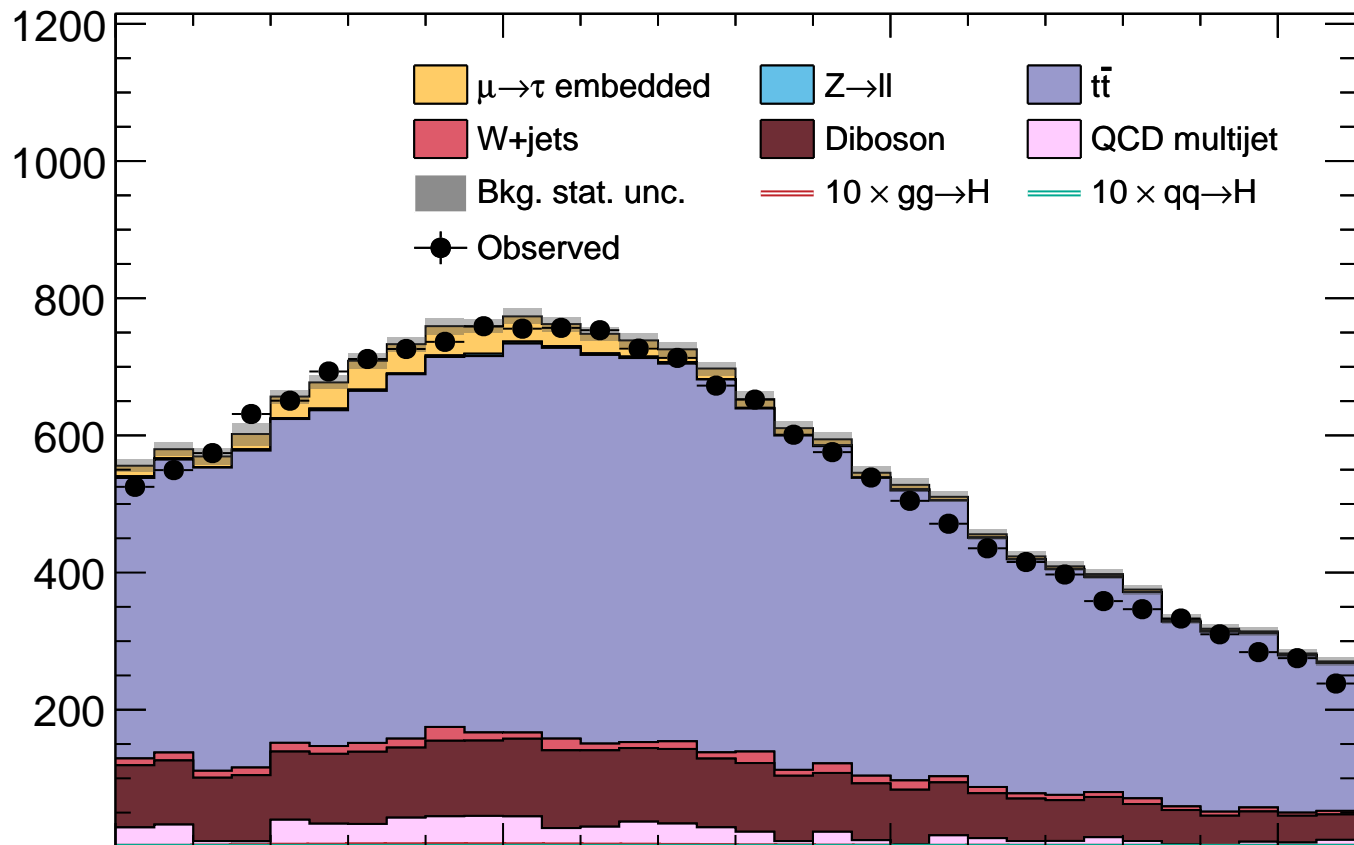 1200
μ→τ embedded Z→ll tt̄
1000
W+jets Diboson QCD multijet
Bkg. stat. unc. 10 × gg→H 10 × qq→H
Observed
800
600
400
200